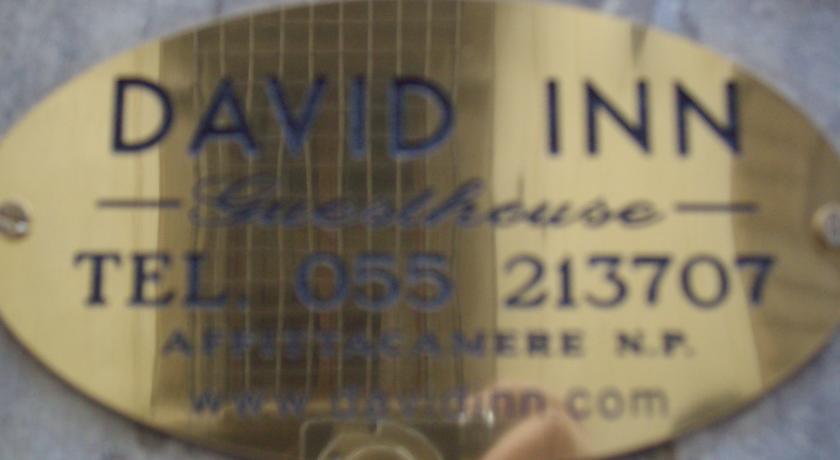 DAVID INN
Guesthouse
TEL. 055 213707
AFFITTACAMERE N.P.
www.davidinn.com